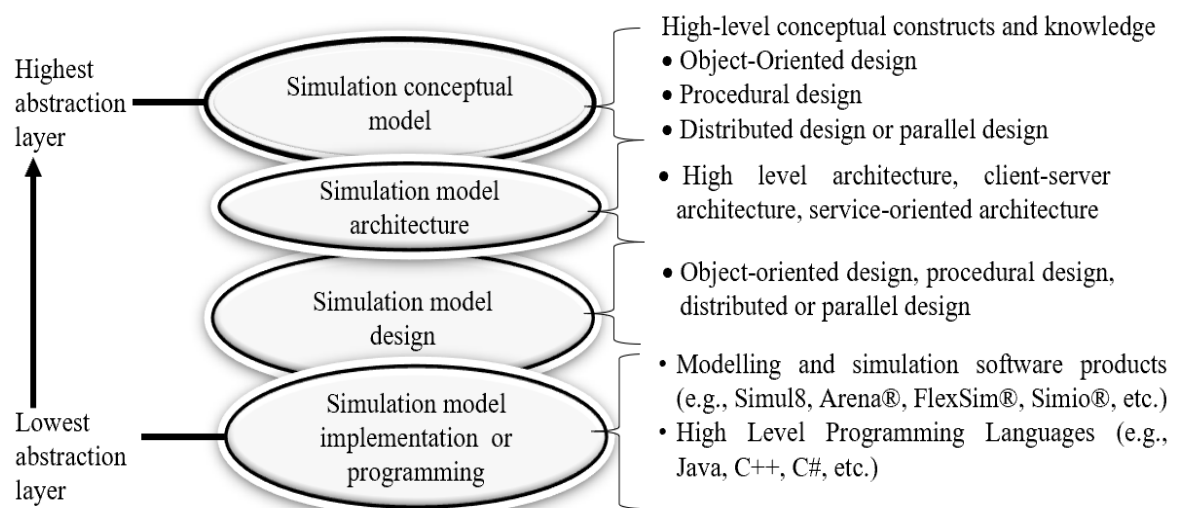 Highest
abstraction
layer
Simulation conceptual
model
High-level conceptual constructs and knowledge
• Object-Oriented design
• Procedural design
• Distributed design or parallel design
Simulation model
architecture
• High level architecture, client-server
architecture, service-oriented architecture
Simulation model
design
• Object-oriented design, procedural design,
distributed or parallel design
Lowest
abstraction
layer
Simulation model
implementation or
programming
• Modelling and simulation software products
(e.g., Simul8, Arena®, FlexSim®, Simio®, etc.)
• High Level Programming Languages (e.g.,
Java, C++, C#, etc.)